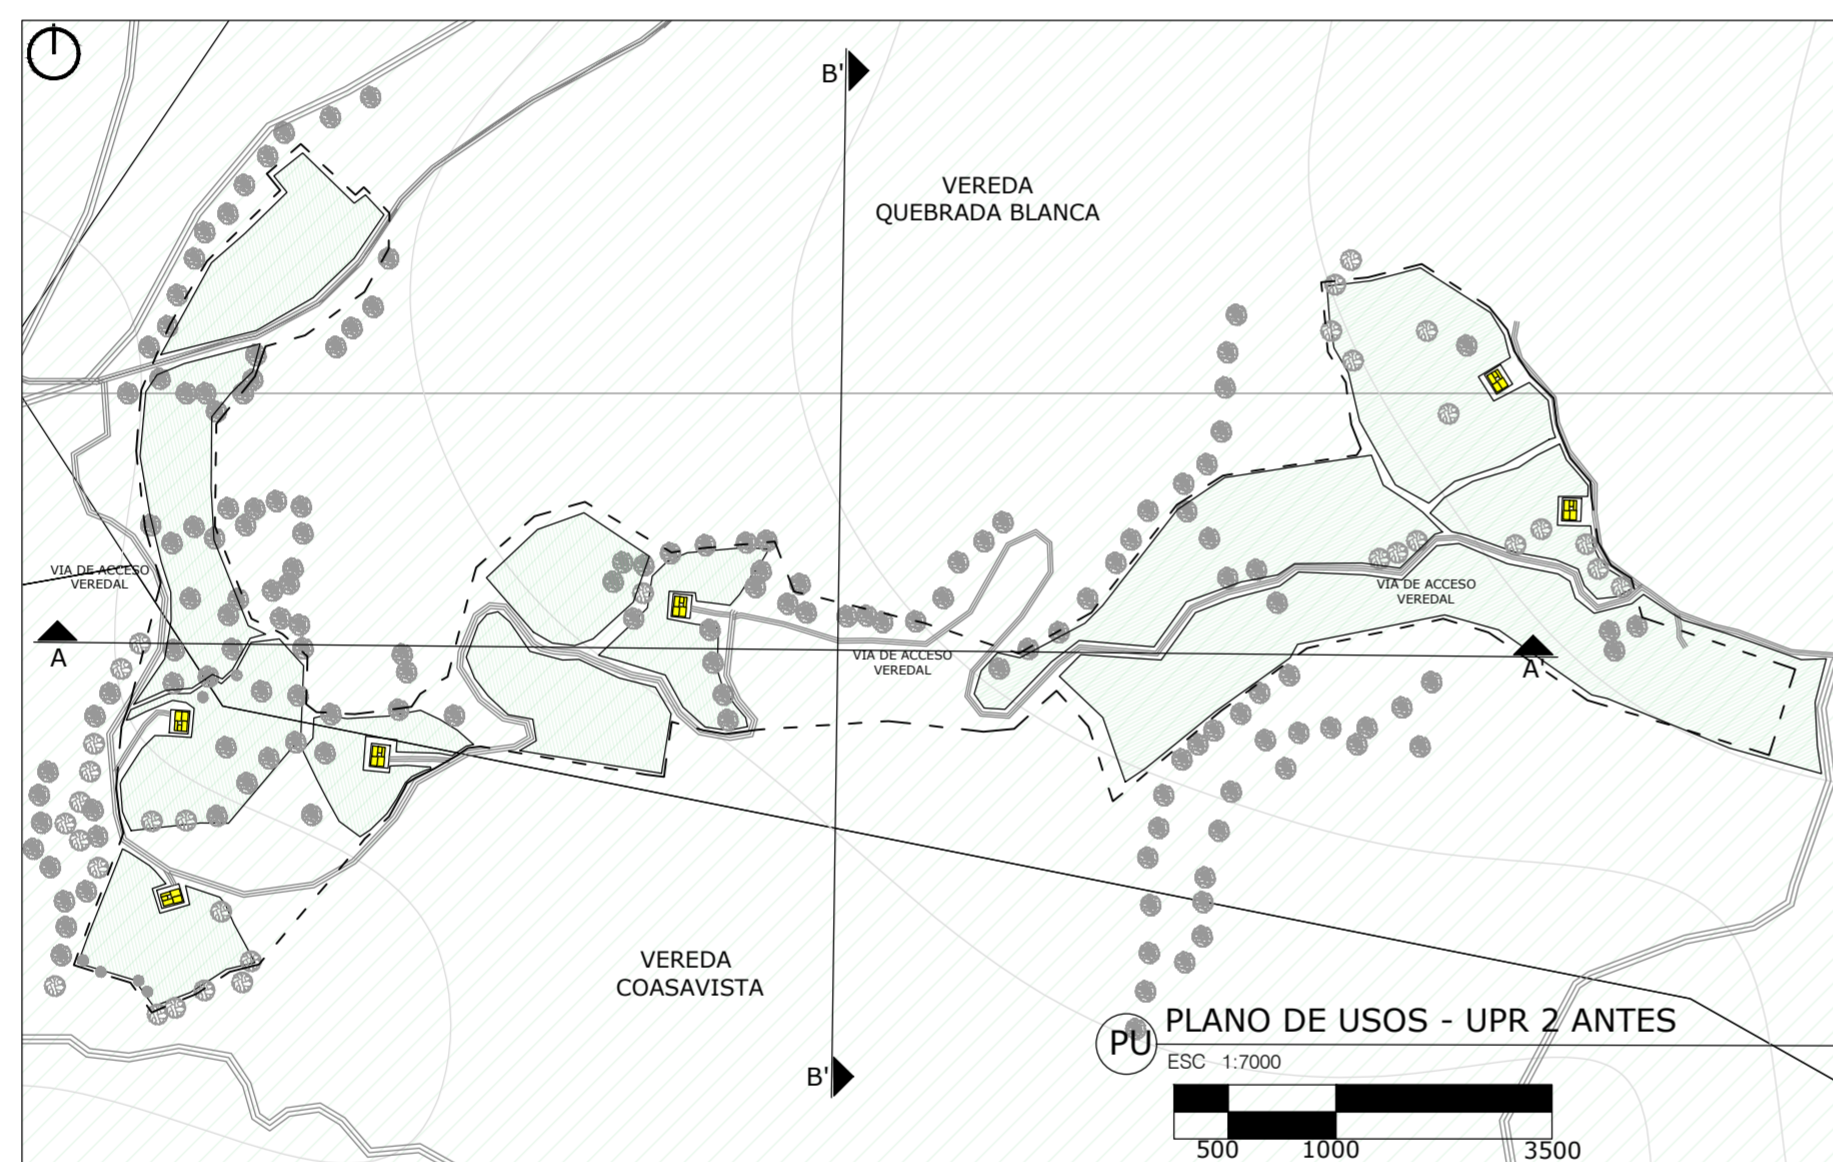 B'
VEREDA
QUEBRADA BLANCA
VIA DE ACCESO
VEREDAL
VIA DE ACCESO
VEREDAL
A
VIA DE ACCESO
VEREDAL
A'
VEREDA
COASAVISTA
B'
PU
PLANO DE USOS - UPR 2 ANTES
ESC 1:7000
500 1000 3500